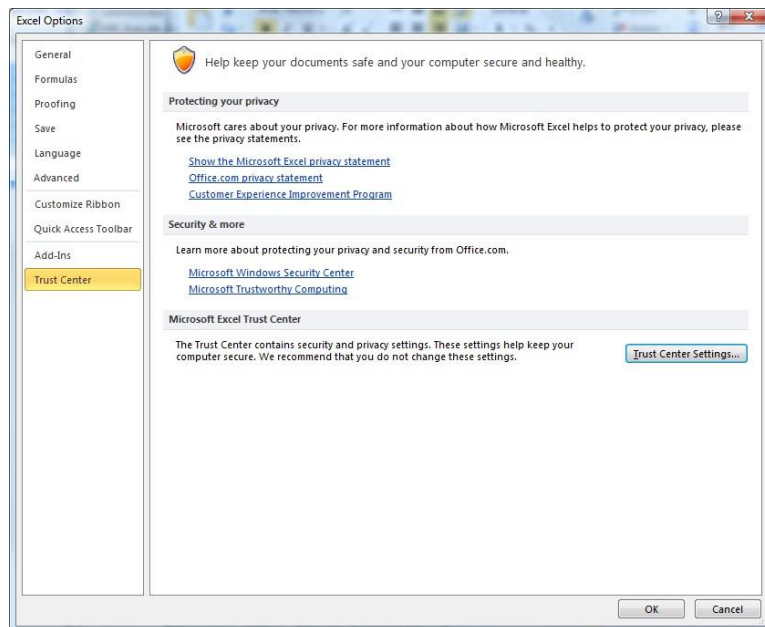 Excel Options
General
Formulas
Proofing
Save
Language
Advanced
Customize Ribbon
Quick Access Toolbar
Add-Ins
Trust Center
Help keep your documents safe and your computer secure and healthy.
Protecting your privacy
Microsoft cares about your privacy. For more information about how Microsoft Excel helps to protect your privacy, please
see the privacy statements.
Show the Microsoft Excel privacy statement
Office.com privacy statement
Customer Experience Improvement Program
Security & more
Learn more about protecting your privacy and security from Office.com.
Microsoft Windows Security Center
Microsoft Trustworthy Computing
Microsoft Excel Trust Center
The Trust Center contains security and privacy settings. These settings help keep your
computer secure. We recommend that you do not change these settings.
Trust Center Settings...
OK
Cancel